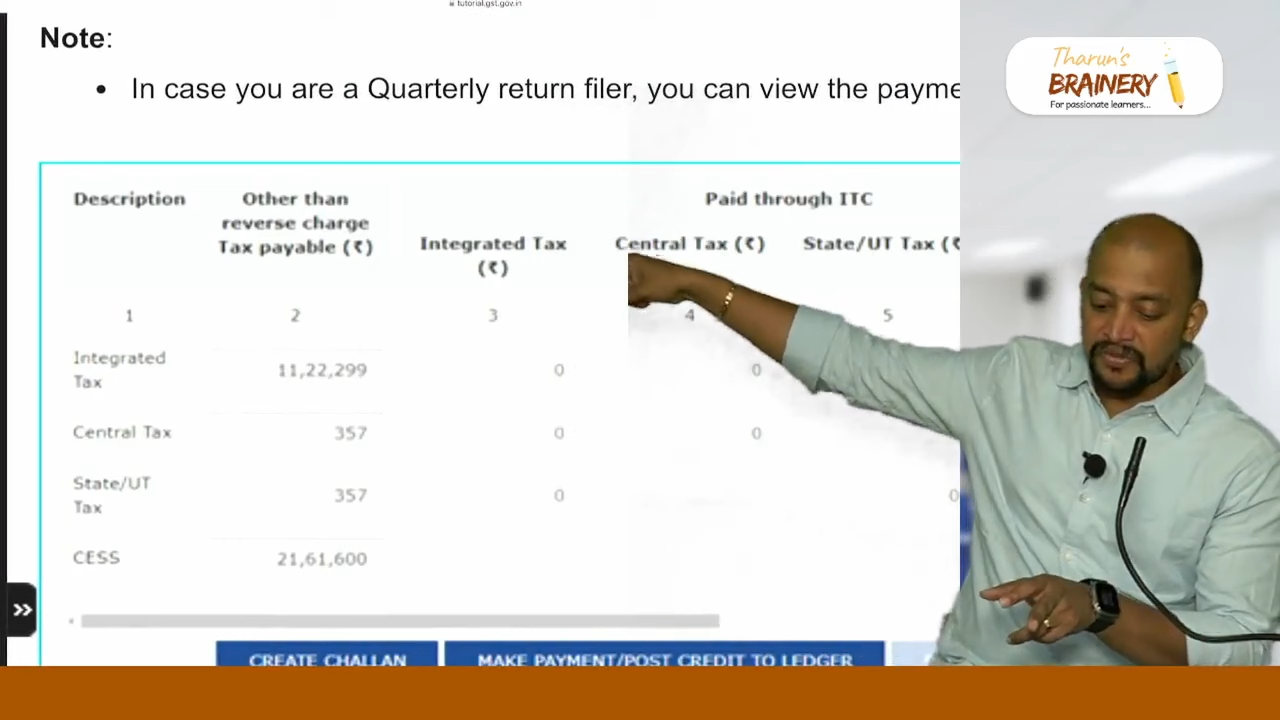 tutorial.gst.gov.in
Note:
• In case you are a Quarterly return filer, you can view the
Tharun's
BRAINERY
For passionate learners...
Description
Other than
reverse charge
Tax payable (₹)
Paid through ITC
Integrated Tax
(₹)
Central Tax (₹)
State/UT Tax (₹
1 2 3 4 5
Integrated
Tax
11,22,299 0 0
Central Tax 357 0 0
State/UT
Tax
357 0 0
CESS 21,61,600
CREATE CHALLAN
MAKE PAYMENT/POST CREDIT TO LEDGER